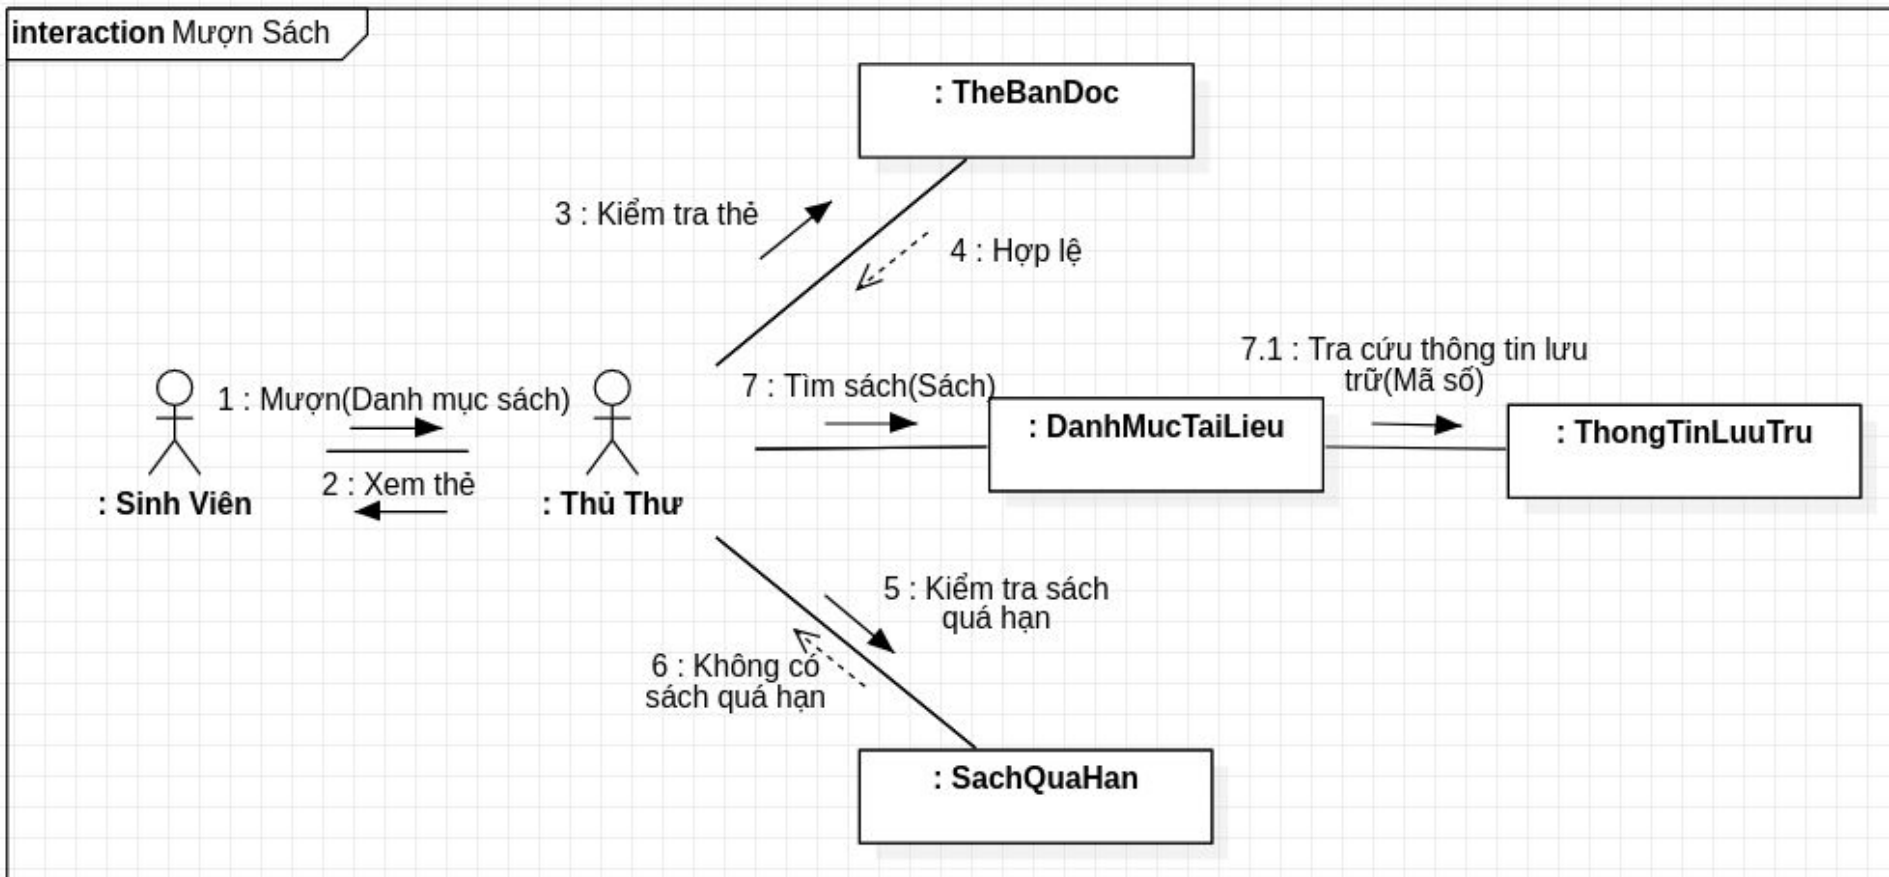 interaction Mượn Sách
: TheBanDoc
3 : Kiểm tra thẻ
4 : Hợp lệ
7.1 : Tra cứu thông tin lưu
trữ(Mã số)
1 : Mượn(Danh mục sách)
7 : Tìm sách(Sách)
: DanhMucTaiLieu
: ThongTinLuuTru
2 : Xem thẻ
: Sinh Viên
: Thủ Thư
5 : Kiểm tra sách
quá hạn
6 : Không có
sách quá hạn
: SachQuaHan